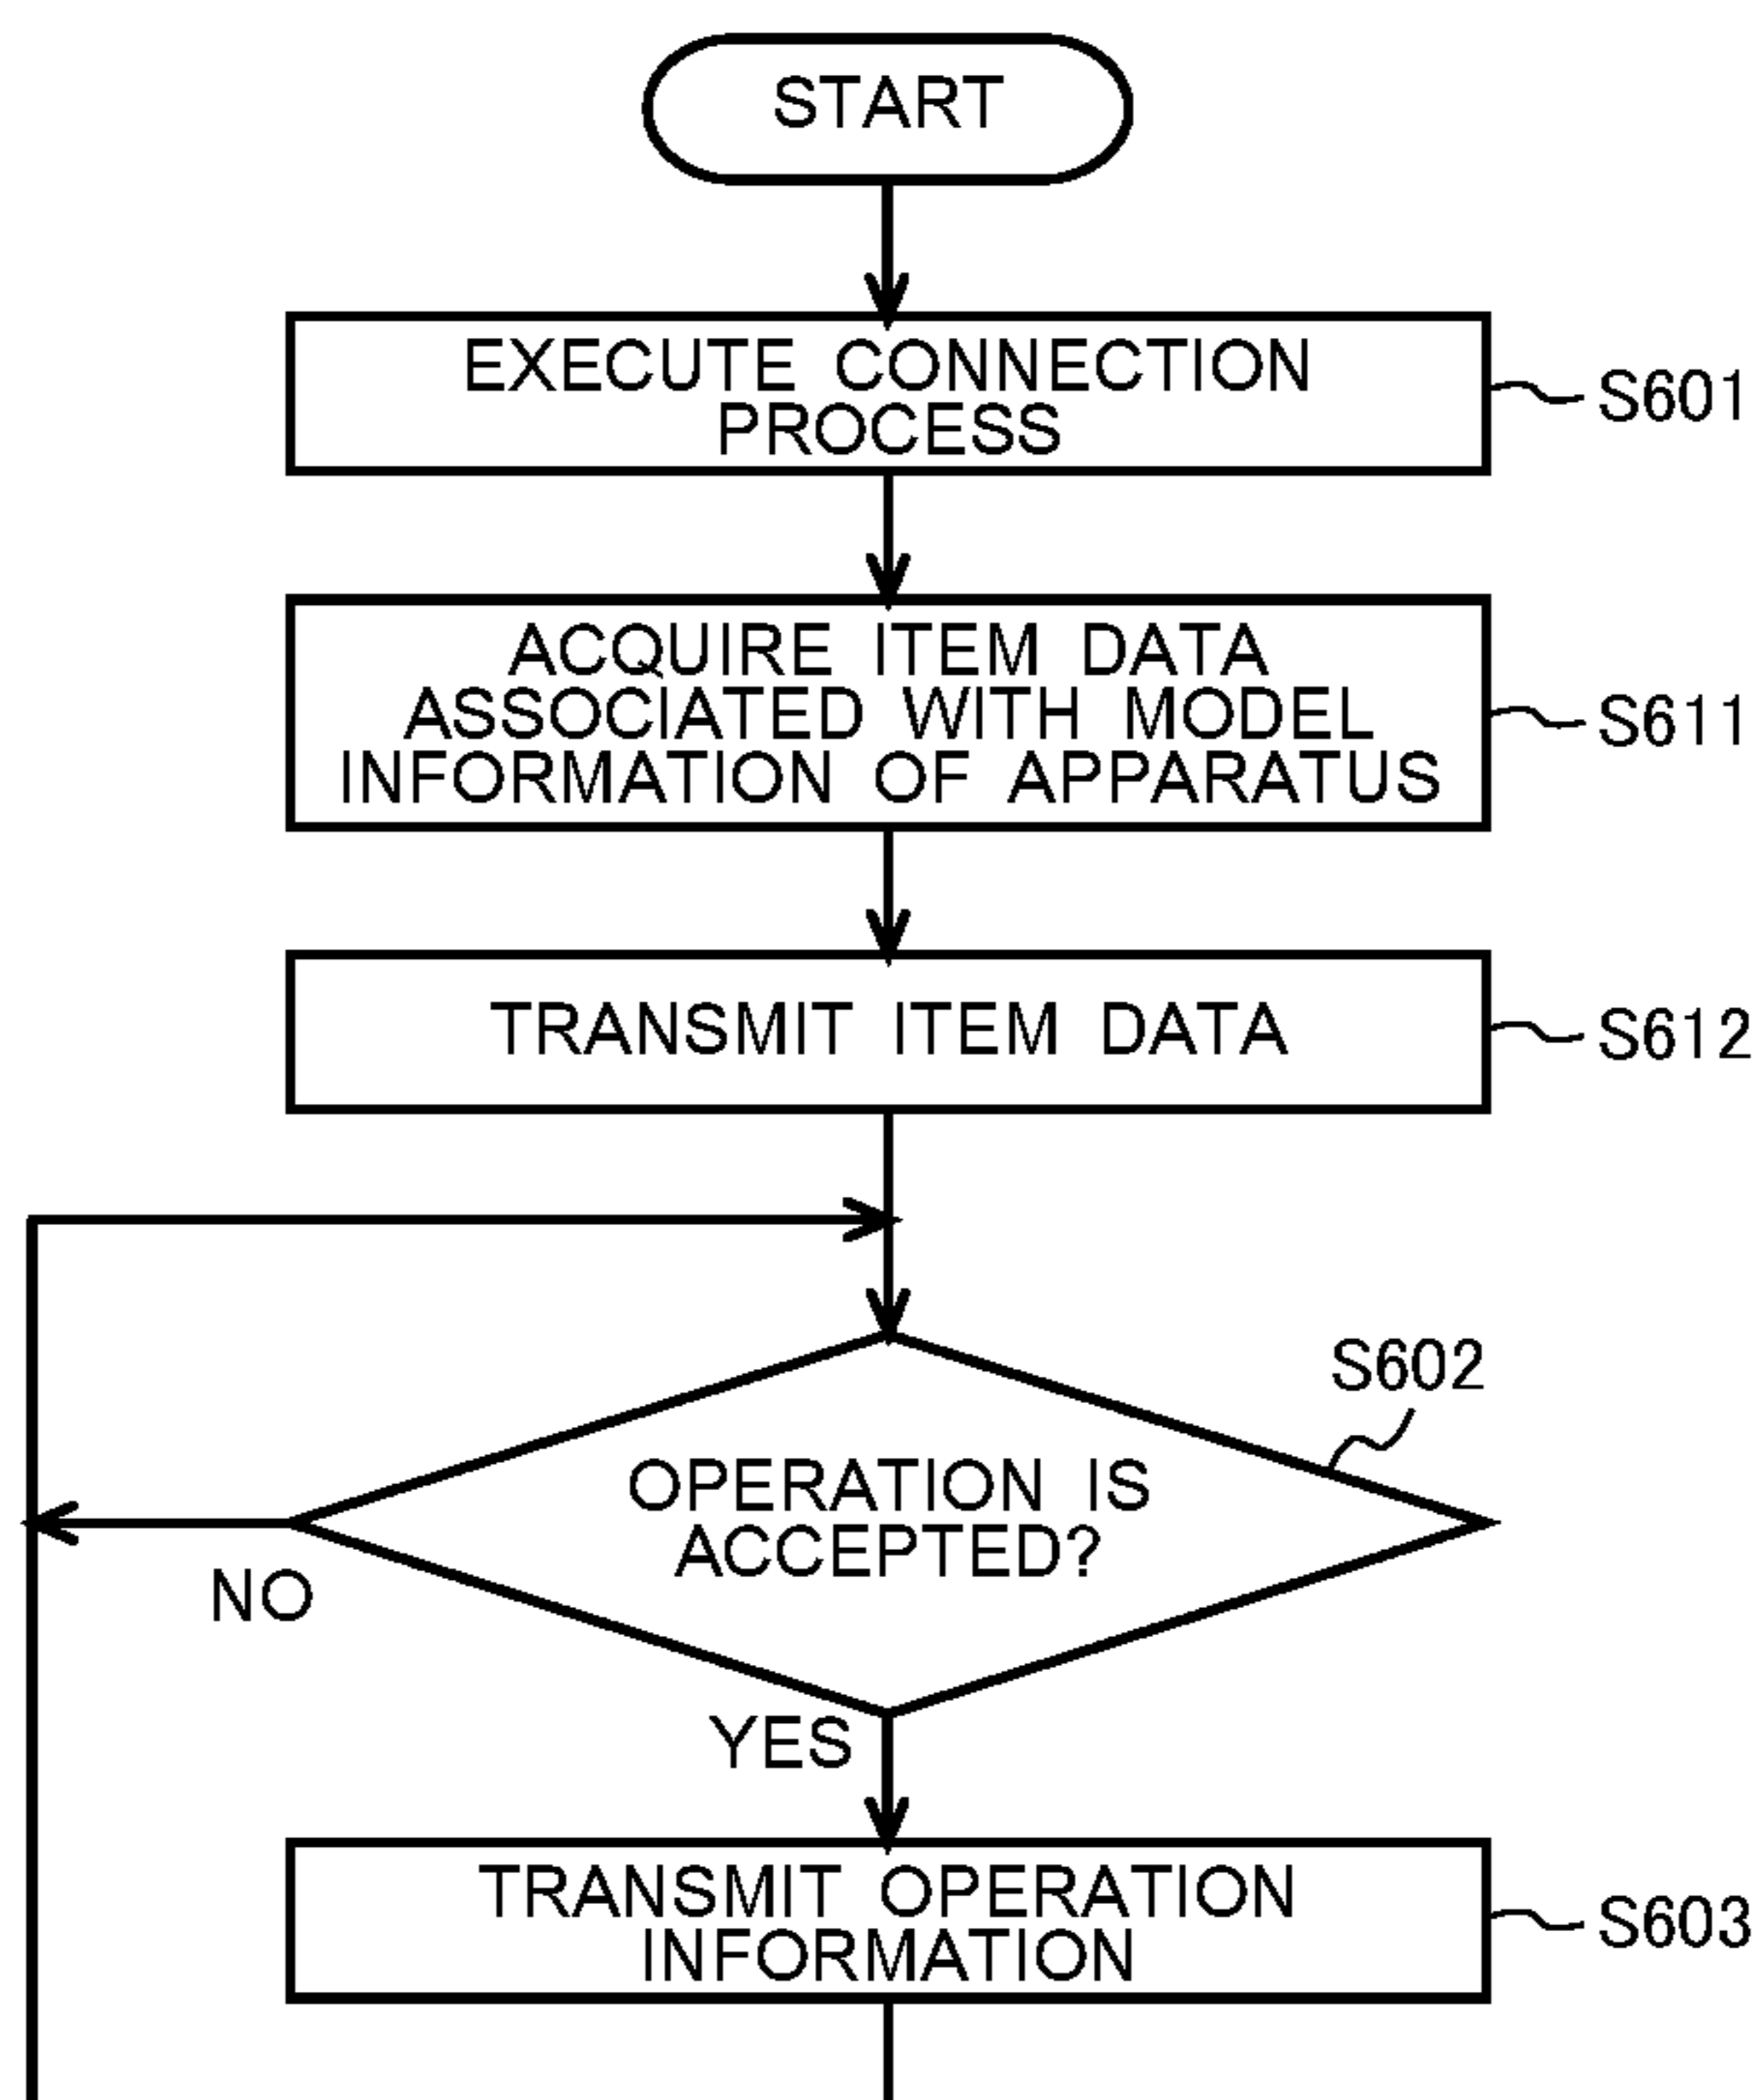 START
EXECUTE CONNECTION
PROCESS
S601
ACQUIRE ITEM DATA
ASSOCIATED WITH MODEL
INFORMATION OF APPARATUS
S611
TRANSMIT ITEM DATA
S612
S602
OPERATION IS
ACCEPTED?
NO
YES
TRANSMIT OPERATION
INFORMATION
S603